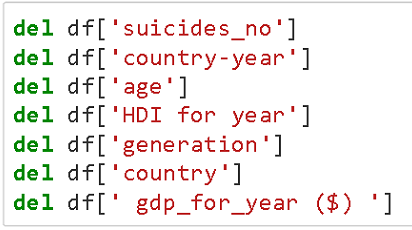 del df['suicides_no']
del df['country-year']
del df['age']
del df['HDI for year']
del df['generation']
del df['country']
del df[' gdp_for_year ($) ']